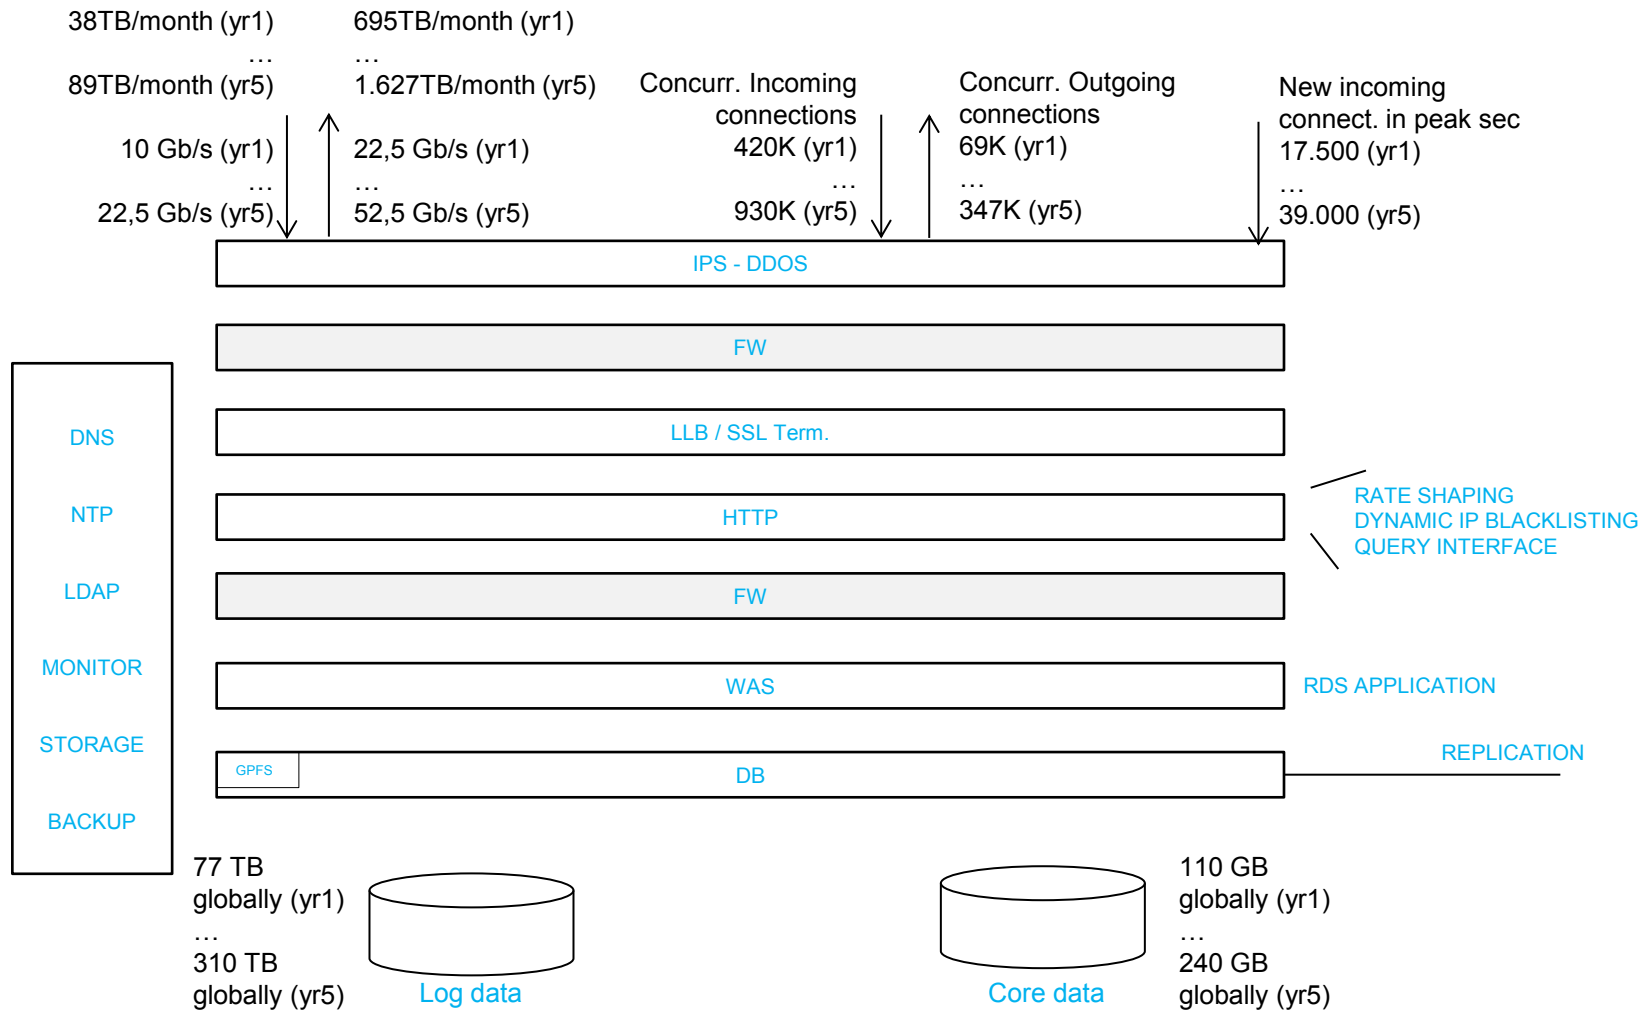 38TB/month (yr1)
…
89TB/month (yr5)
10 Gb/s (yr1)
…
22,5 Gb/s (yr5)
695TB/month (yr1)
…
1.627TB/month (yr5)
22,5 Gb/s (yr1)
…
52,5 Gb/s (yr5)
Concurr. Incoming
connections
420K (yr1)
…
930K (yr5)
Concurr. Outgoing
connections
69K (yr1)
…
347K (yr5)
New incoming
connect. in peak sec
17.500 (yr1)
…
39.000 (yr5)
IPS - DDOS
FW
LLB / SSL Term.
HTTP
RATE SHAPING
DYNAMIC IP BLACKLISTING
QUERY INTERFACE
FW
WAS
RDS APPLICATION
GPFS
DB
REPLICATION
DNS
NTP
LDAP
MONITOR
STORAGE
BACKUP
77 TB
globally (yr1)
…
310 TB
globally (yr5)
Log data
Core data
110 GB
globally (yr1)
…
240 GB
globally (yr5)